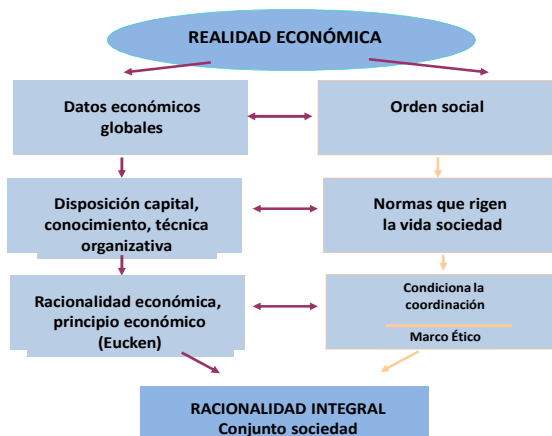 REALIDAD ECONÓMICA
Datos económicos
globales
Orden social
Disposición capital,
conocimiento, técnica
organizativa
Normas que rigen
la vida sociedad
Racionalidad económica,
principio económico
(Eucken)
Condiciona la
coordinación
Marco Ético
RACIONALIDAD INTEGRAL
Conjunto sociedad